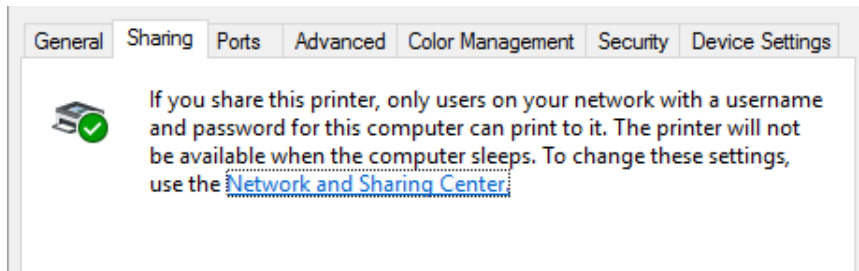 General Sharing Ports Advanced Color Management Security Device Settings
If you share this printer, only users on your network with a username
and password for this computer can print to it. The printer will not
be available when the computer sleeps. To change these settings,
use the Network and Sharing Center.